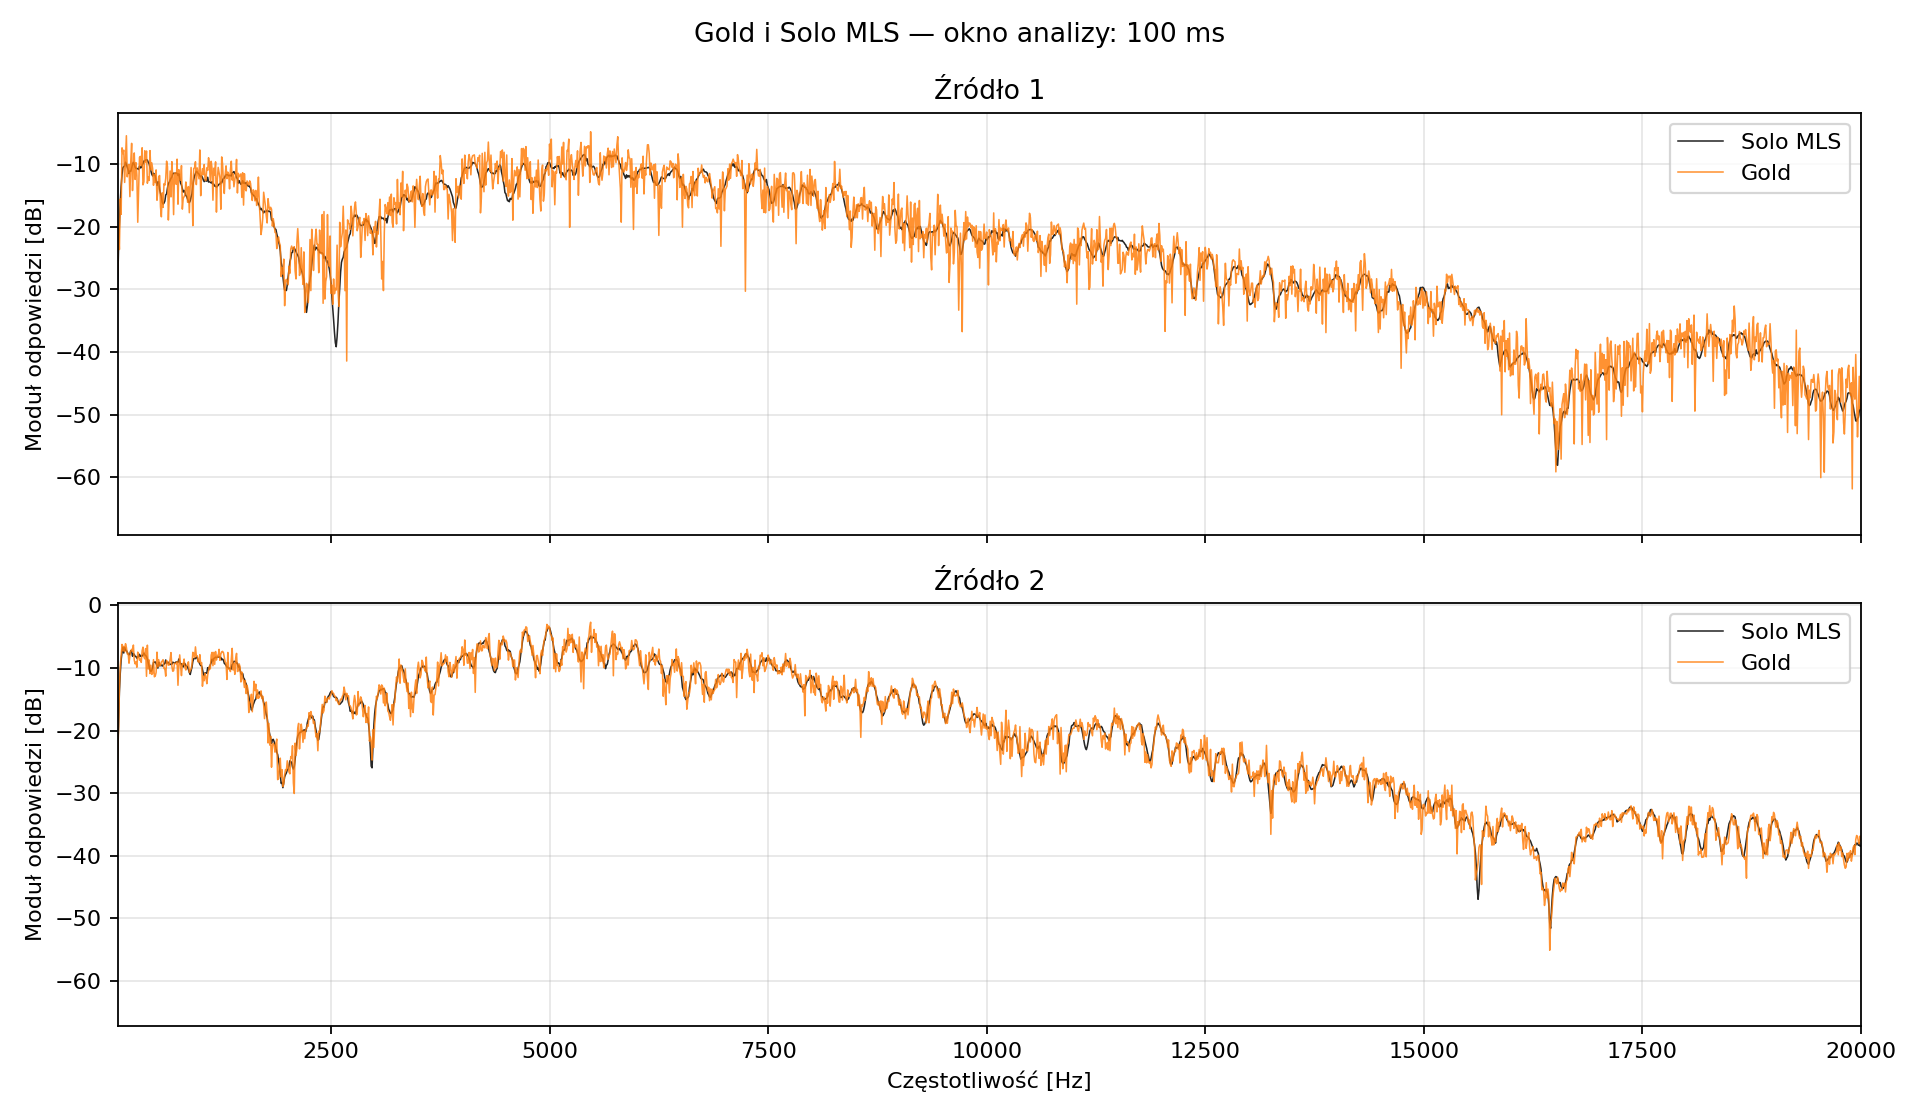 Gold i Solo MLS — okno analizy: 100 ms
Źródło 1
Solo MLS
Gold
Moduł odpowiedzi [dB]
−10
−20
−30
−40
−50
−60
Źródło 2
Solo MLS
Gold
Moduł odpowiedzi [dB]
0
−10
−20
−30
−40
−50
−60
2500 5000 7500 10000 12500 15000 17500 20000
Częstotliwość [Hz]